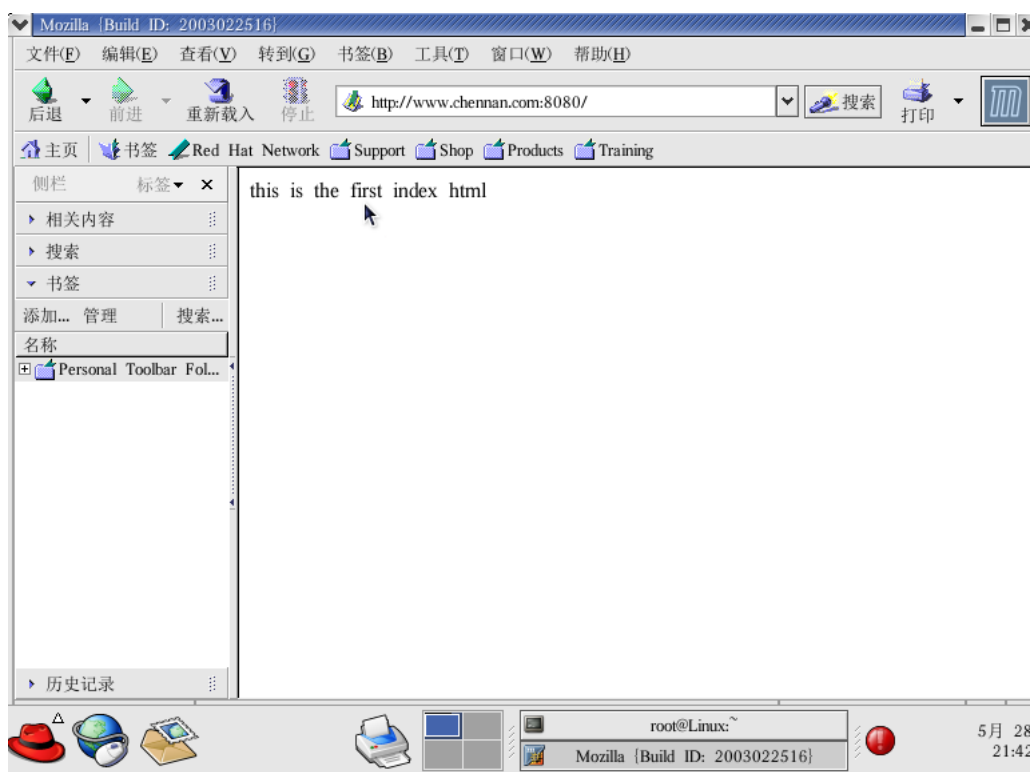 Mozilla {Build ID: 2003022516}
文件(F) 编辑(E) 查看(V) 转到(G) 书签(B) 工具(T) 窗口(W) 帮助(H)
后退 前进 重新载入 停止 http://www.chennan.com:8080/ 搜索 打印
主页 书签 Red Hat Network Support Shop Products Training
侧栏 标签
this is the first index html
相关内容
搜索
书签
添加... 管理 搜索...
名称
Personal Toolbar Fol...
历史记录
root@Linux:~
Mozilla {Build ID: 2003022516}
5月 28
21:42